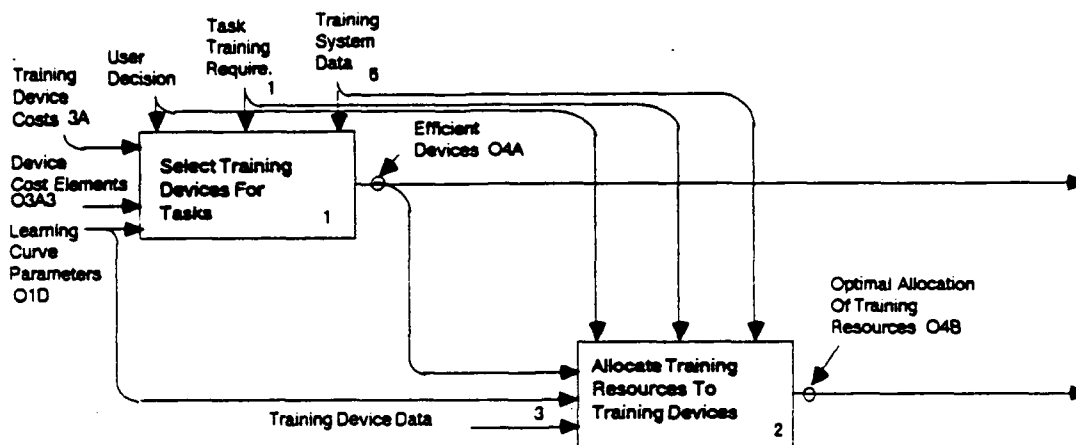 Task
Training
Require.
1
Training
System
Data
6
User
Decision
Training
Device
Costs 3A
Efficient
Devices O4A
Select Training
Devices For
Tasks
1
Device
Cost Elements
O3A3
Learning
Curve
Parameters
O1D
Optimal Allocation
Of Training
Resources O4B
Allocate Training
Resources To
Training Devices
2
Training Device Data
3